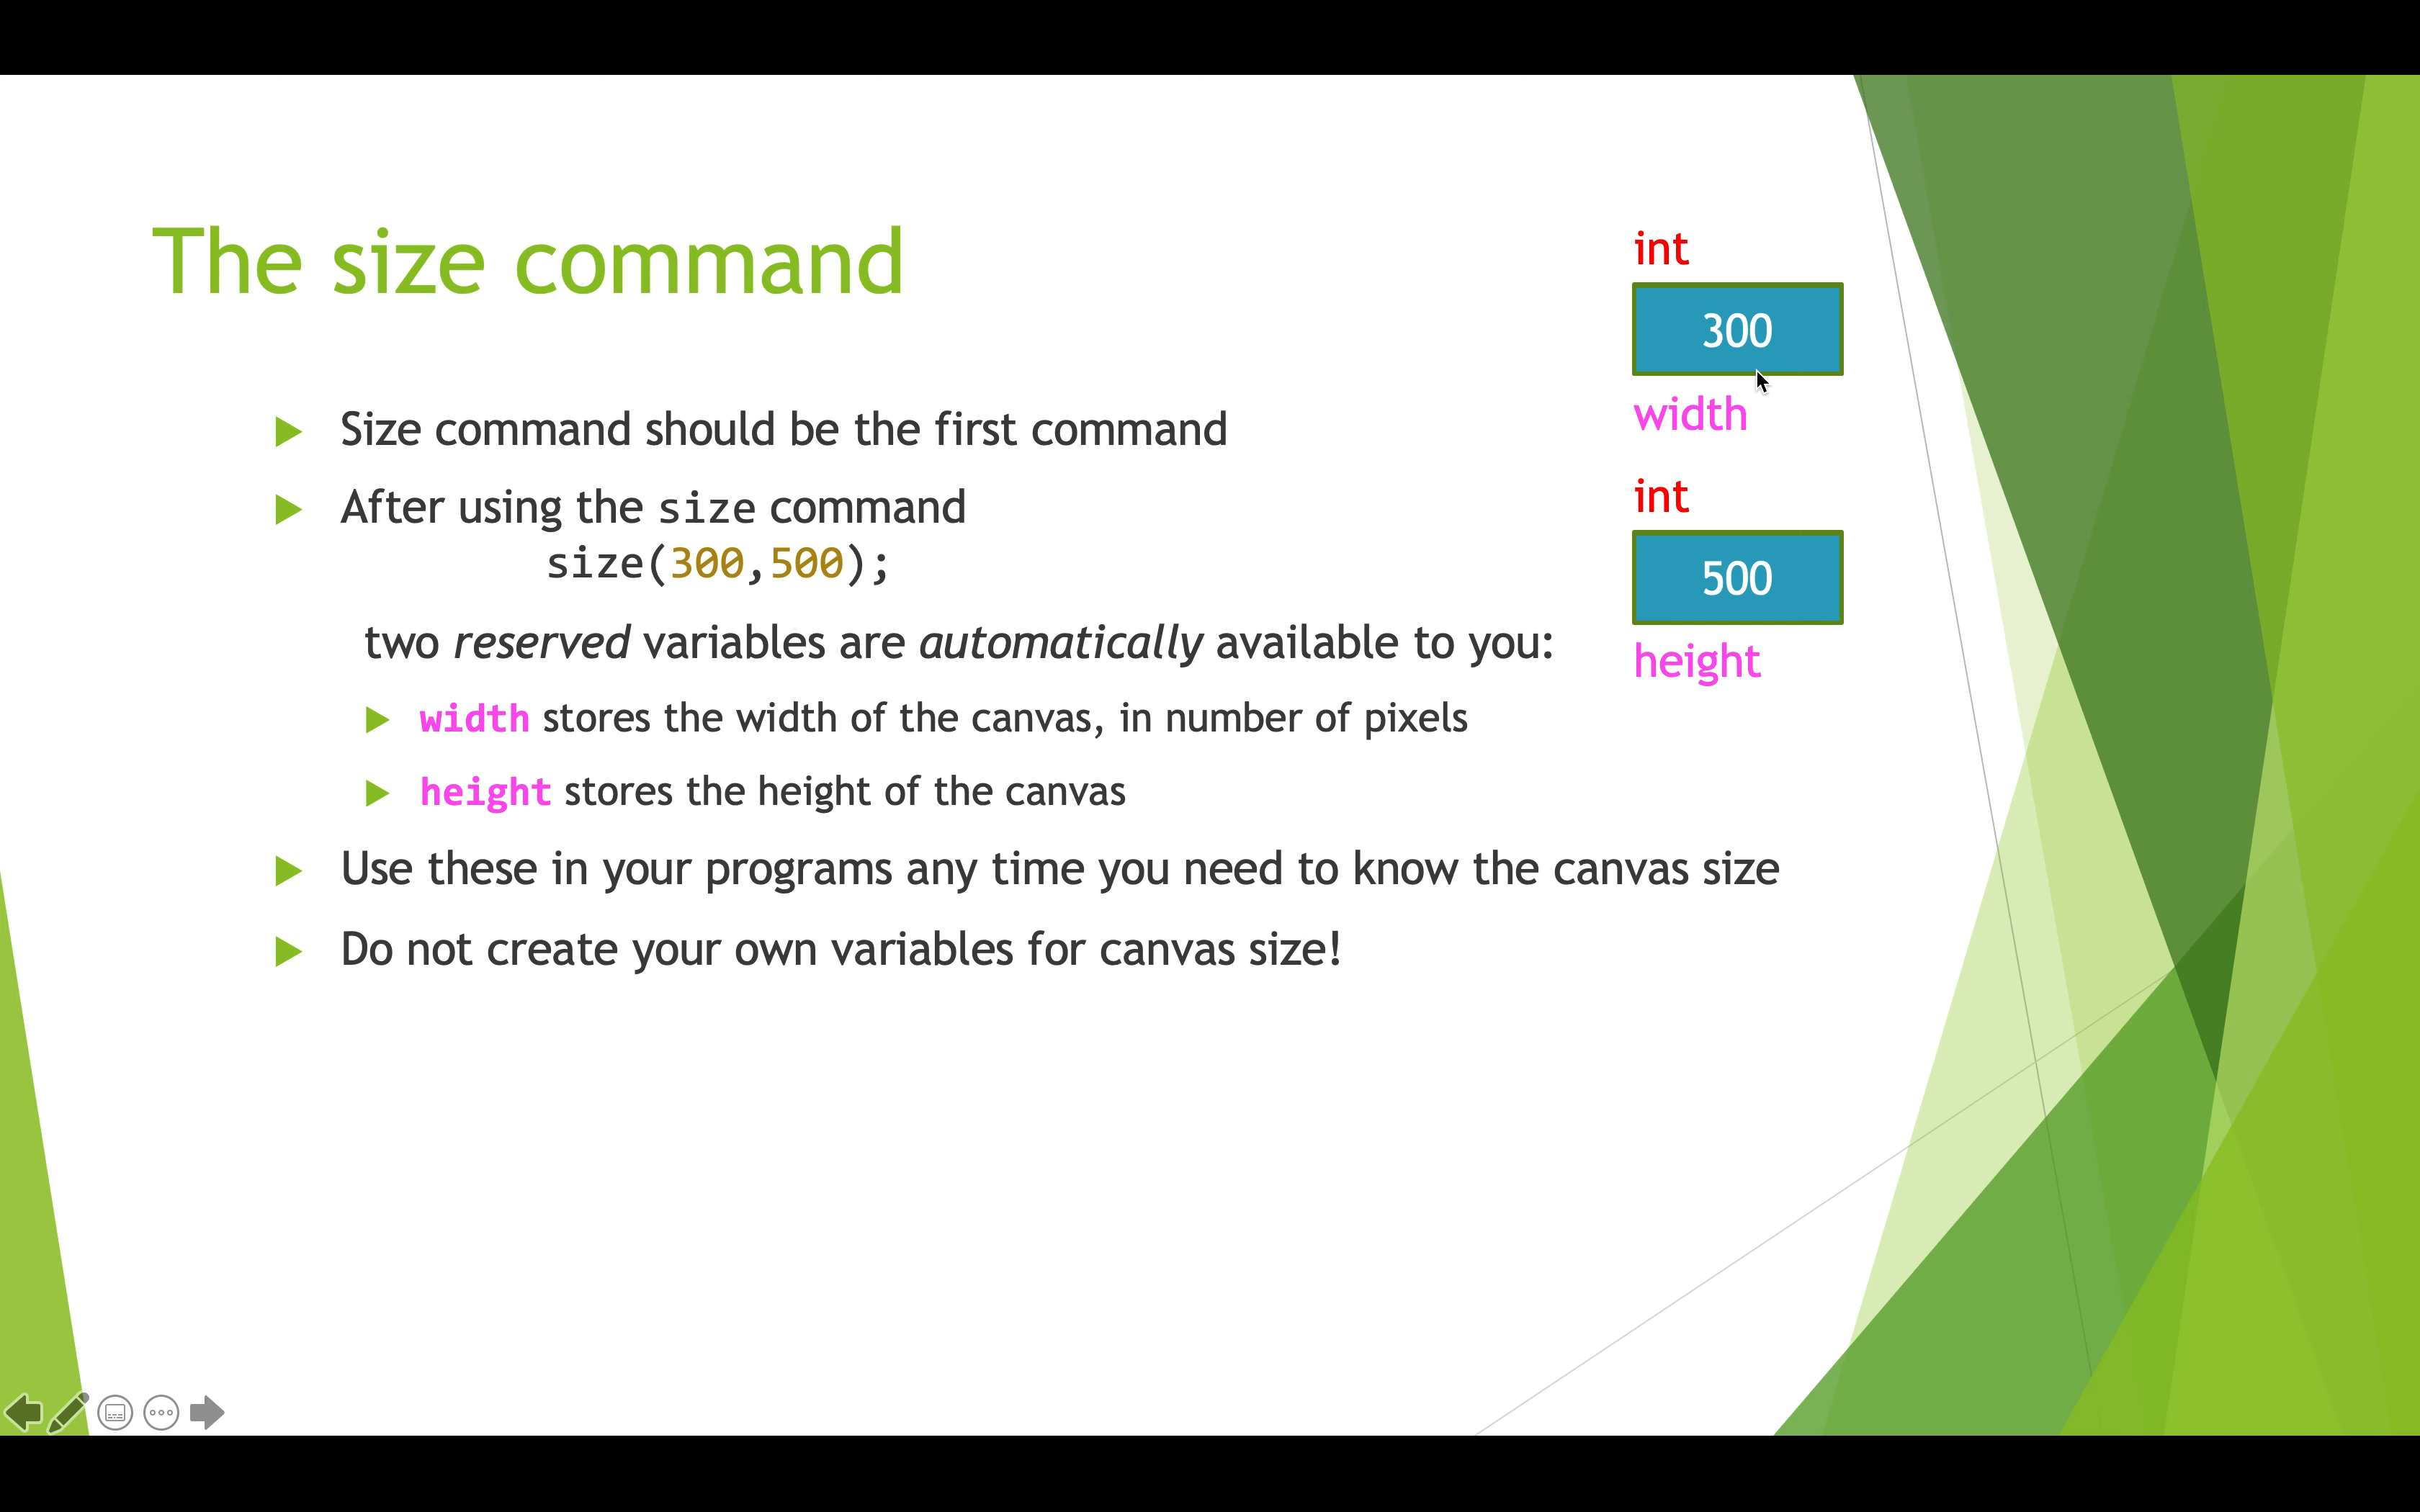 The size command
Size command should be the first command
After using the size command
size(300,500);
two reserved variables are automatically available to you:
width stores the width of the canvas, in number of pixels
height stores the height of the canvas
Use these in your programs any time you need to know the canvas size
Do not create your own variables for canvas size!
int
300
width
int
500
height